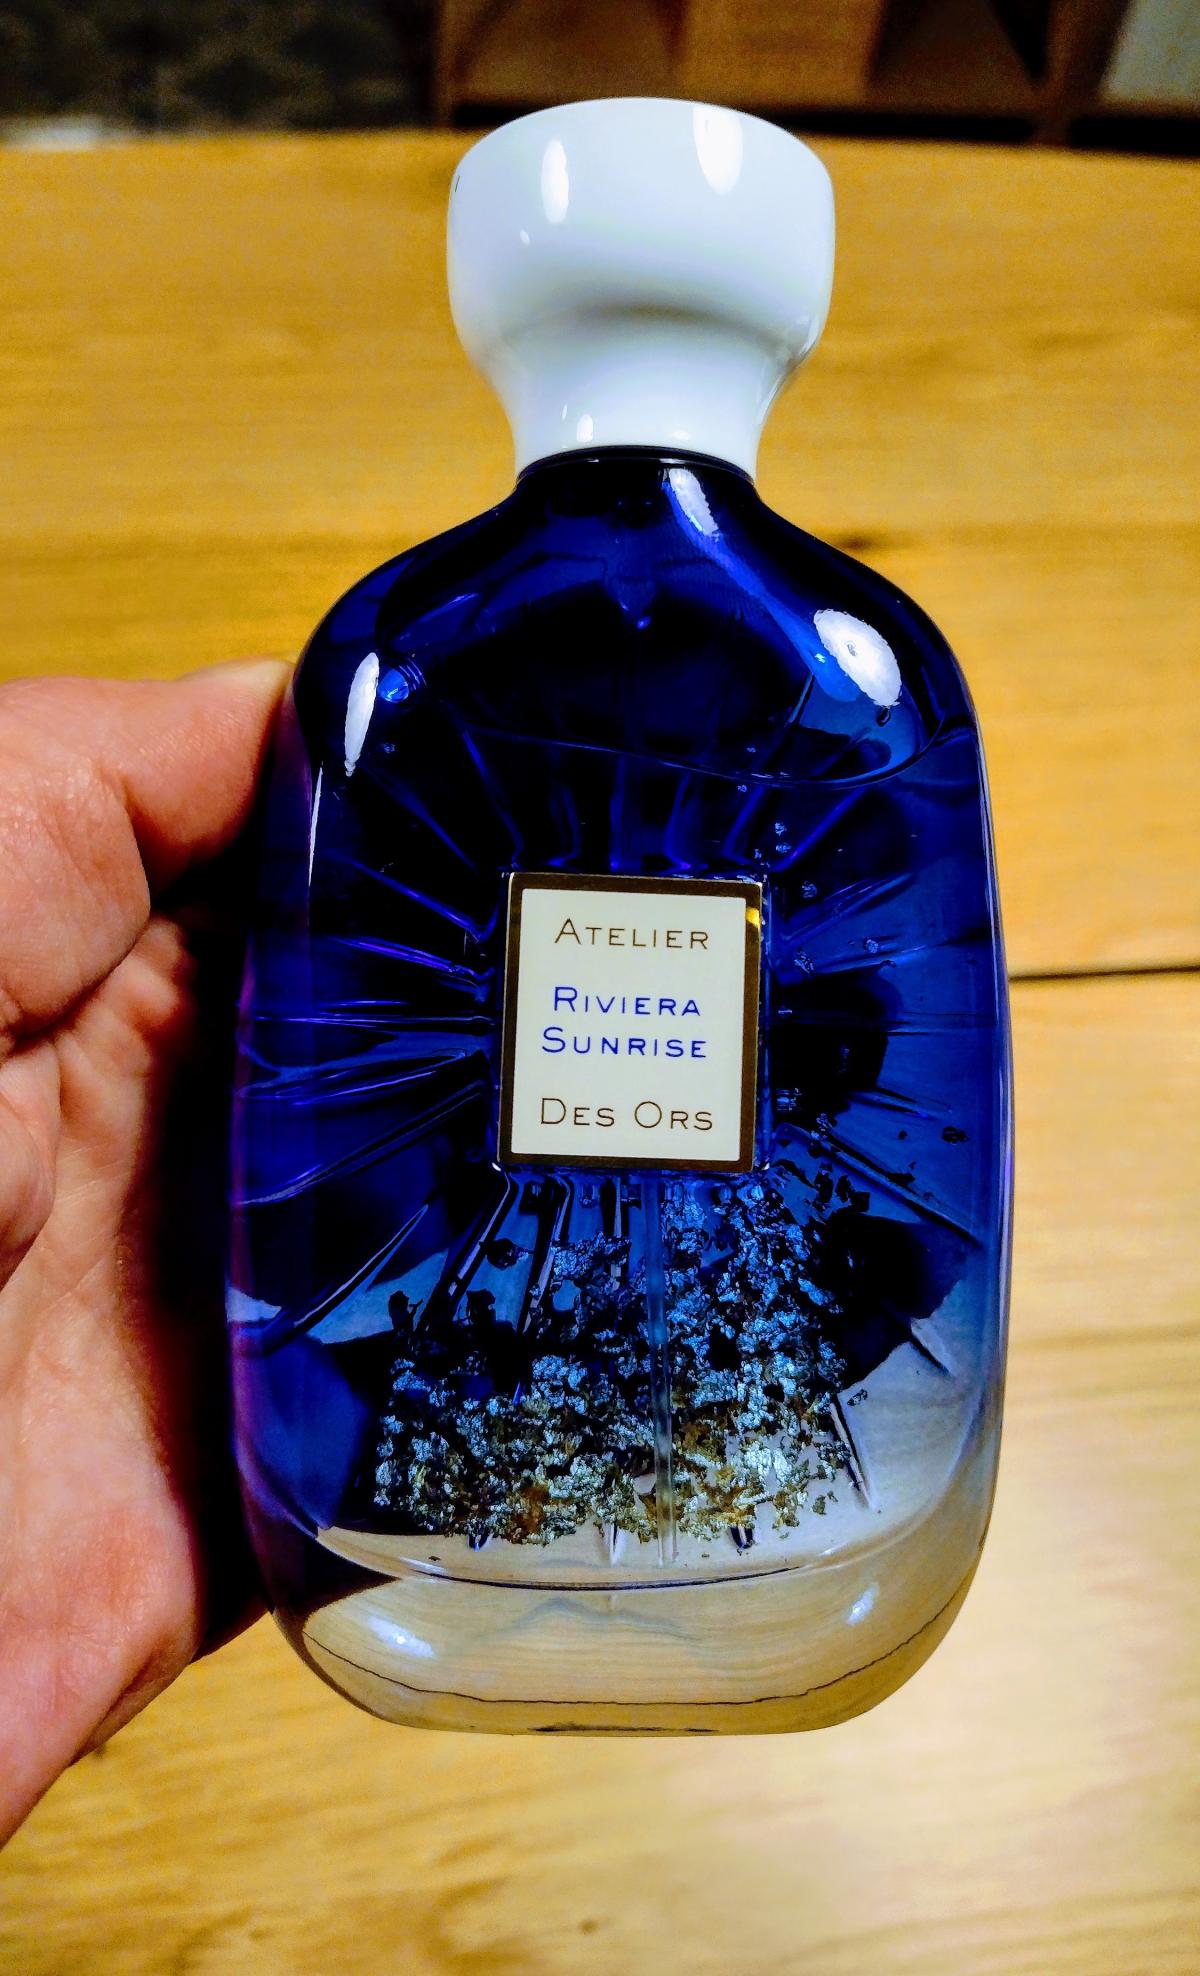 ATELIER
RIVIERA
SUNRISE
DES ORS